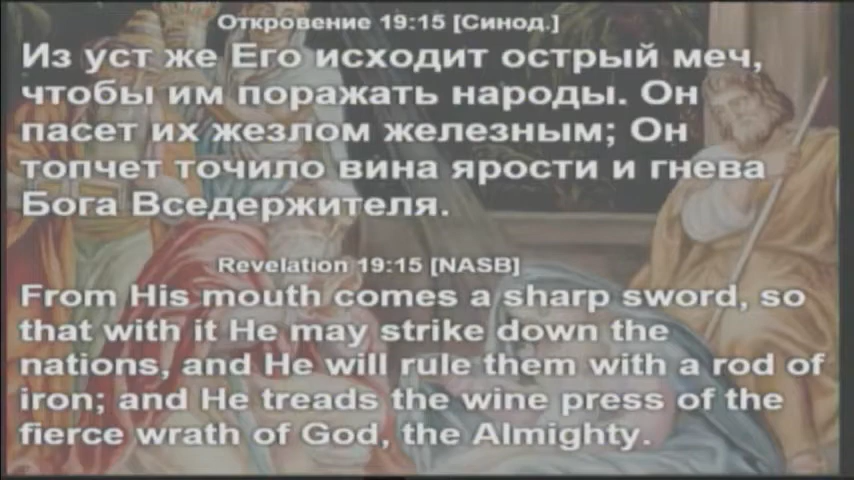 Откровение 19:15 [Синод.]
Из уст же Его исходит острый меч,
чтобы им поражать народы. Он
пасет их жезлом железным; Он
топчет точило вина ярости и гнева
Бога Вседержителя.
Revelation 19:15 [NASB]
From His mouth comes a sharp sword, so
that with it He may strike down the
nations, and He will rule them with a rod of
iron; and He treads the wine press of the
fierce wrath of God, the Almighty.